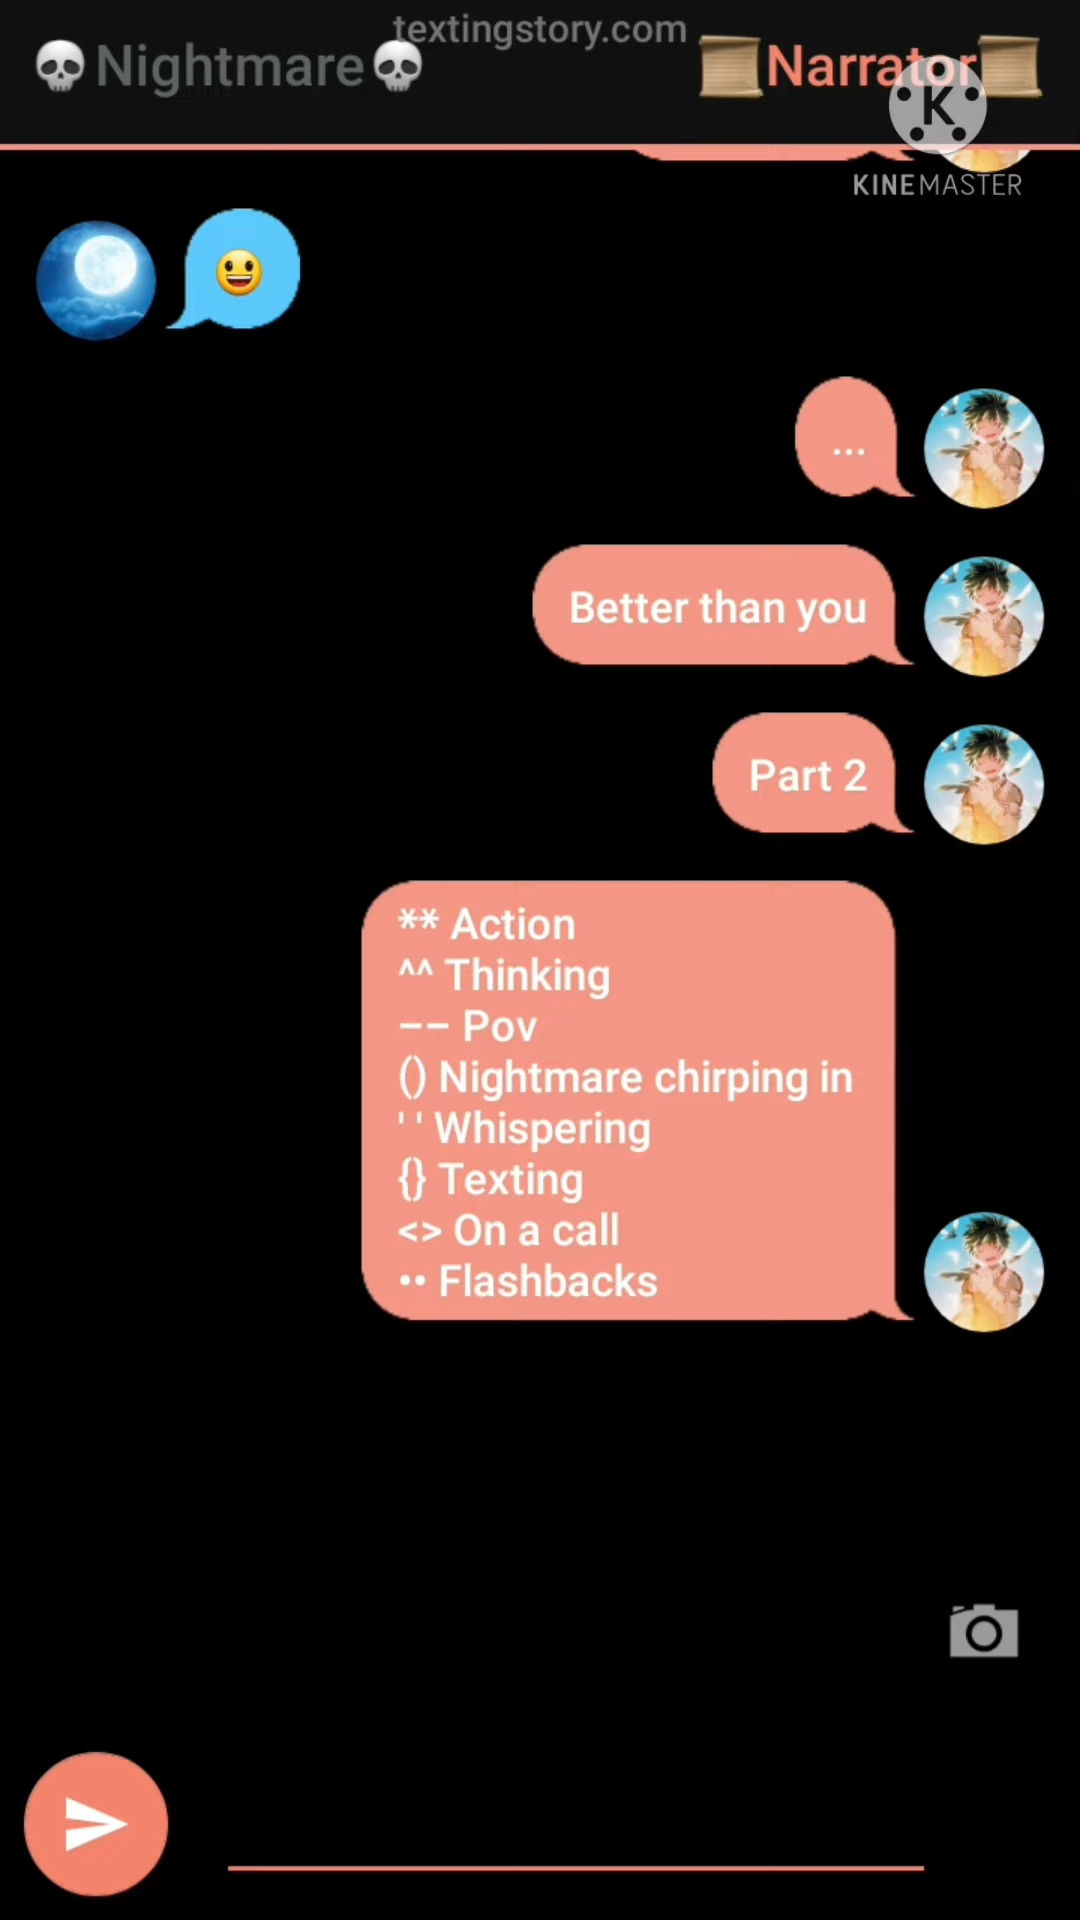 textingstory.com
💀Nightmare💀
📜Narrator📜
K
KINEMASTER
😃
...
Better than you
Part 2
** Action
^^ Thinking
–– Pov
() Nightmare chirping in
' ' Whispering
{} Texting
<> On a call
•• Flashbacks